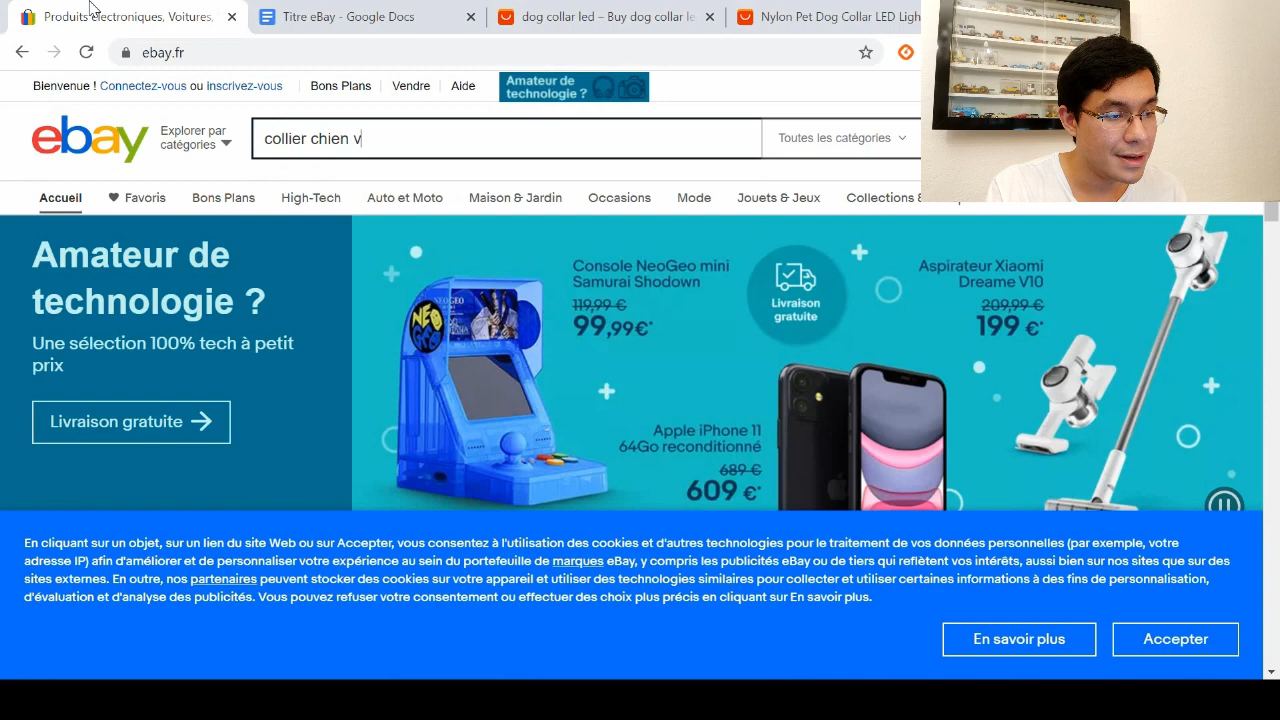 Produits électroniques, Voitures,
Titre eBay - Google Docs
dog collar led – Buy dog collar le
Nylon Pet Dog Collar LED Ligh
ebay.fr
Bienvenue ! Connectez-vous ou inscrivez-vous
Bons Plans
Vendre
Aide
Amateur de
technologie ?
ebay
Explorer par
catégories
collier chien v
Toutes les catégories
Accueil
Favoris
Bons Plans
High-Tech
Auto et Moto
Maison & Jardin
Occasions
Mode
Jouets & Jeux
Collections &
Amateur de
technologie ?
Une sélection 100% tech à petit
prix
Livraison gratuite
NEO
GEO
Console NeoGeo mini
Samurai Shodown
119,99 €
99,99€*
Livraison
gratuite
Aspirateur Xiaomi
Dreame V10
209,99 €
199 €*
Apple iPhone 11
64Go reconditionné
689 €
609 €*
En cliquant sur un objet, sur un lien du site Web ou sur Accepter, vous consentez à l'utilisation des cookies et d'autres technologies pour le traitement de vos données personnelles (par exemple, votre
adresse IP) afin d'améliorer et de personnaliser votre expérience au sein du portefeuille de marques eBay, y compris les publicités eBay ou de tiers qui reflètent vos intérêts, aussi bien sur nos sites que sur des
sites externes. En outre, nos partenaires peuvent stocker des cookies sur votre appareil et utiliser des technologies similaires pour collecter et utiliser certaines informations à des fins de personnalisation,
d'évaluation et d'analyse des publicités. Vous pouvez refuser votre consentement ou effectuer des choix plus précis en cliquant sur En savoir plus.
En savoir plus
Accepter